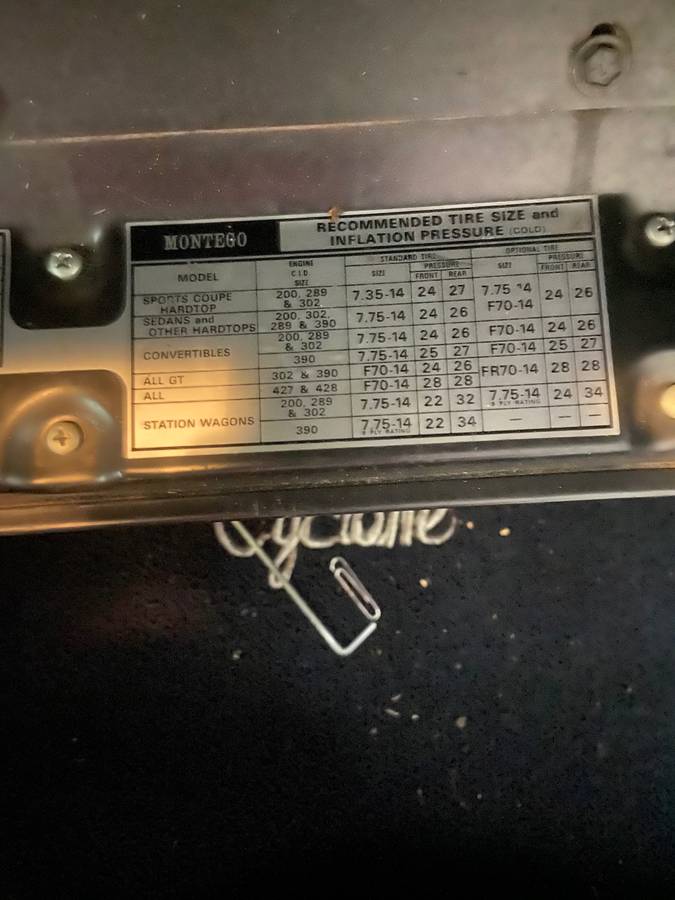 MONTEGO
RECOMMENDED TIRE SIZE and
INFLATION PRESSURE (COLD)
MODEL ENGINE C.I.D. SIZE STANDARD TIRE SIZE PRESSURE FRONT REAR OPTIONAL TIRE SIZE PRESSURE FRONT REAR
SPORTS COUPE HARDTOP 200, 289 & 302 7.35-14 24 27 7.75 14 F70-14 24 26
SEDANS and OTHER HARDTOPS 200, 302, 289 & 390 7.75-14 24 26
CONVERTIBLES 200, 289 & 302 7.75-14 24 26 F70-14 24 26
390 7.75-14 25 27 F70-14 25 27
ALL GT 302 & 390 F70-14 24 26 FR70-14 28 28
ALL 427 & 428 F70-14 28 28
STATION WAGONS 200, 289 & 302 7.75-14 22 32 7.75-14 8 PLY RATING 24 34
390 7.75-14 8 PLY RATING 22 34 — — —
Cyclone